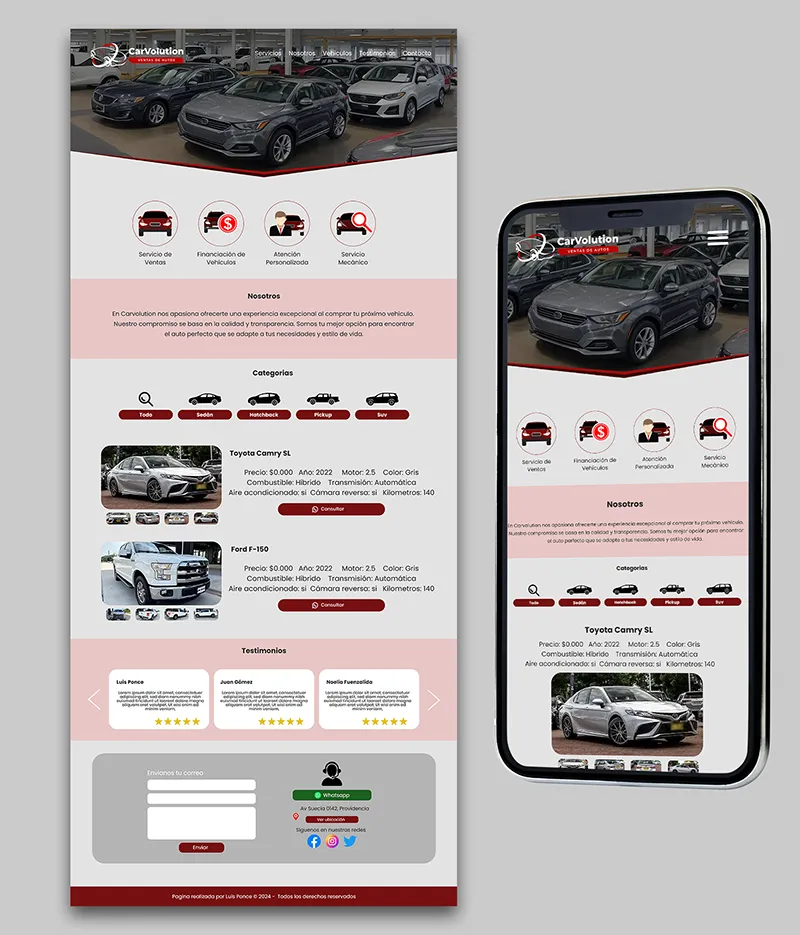 CarVolution
VENTAS DE AUTOS
Servicios Nosotros Vehículos Testimonios Contacto
Servicio de
Ventas
Financiación de
Vehículos
Atención
Personalizada
Servicio
Mecánico
Nosotros
En Carvolution nos apasiona ofrecerte una experiencia excepcional al comprar tu próximo vehículo.
Nuestro compromiso se basa en la calidad y transparencia. Somos tu mejor opción para encontrar
el auto perfecto que se adapte a tus necesidades y estilo de vida.
Categorias
Todo Sedán Hatchback Pickup Suv
Toyota Camry SL
Precio: $0.000 Año: 2022 Motor: 2.5 Color: Gris
Combustible: Híbrido Transmisión: Automática
Aire acondicionado: si Cámara reversa: si Kilometros: 140
Consultar
Ford F-150
Precio: $0.000 Año: 2022 Motor: 2.5 Color: Gris
Combustible: Híbrido Transmisión: Automática
Aire acondicionado: si Cámara reversa: si Kilometros: 140
Consultar
Testimonios
Luis Ponce
Lorem ipsum dolor sit amet, consectetuer
adipiscing elit, sed diam nonummy nibh
euismod tincidunt ut laoreet dolore magna
aliquam erat volutpat. Ut wisi enim ad
minim veniam,
Juan Gómez
Lorem ipsum dolor sit amet, consectetuer
adipiscing elit, sed diam nonummy nibh
euismod tincidunt ut laoreet dolore magna
aliquam erat volutpat. Ut wisi enim ad
minim veniam,
Noelia Fuenzalida
Lorem ipsum dolor sit amet, consectetuer
adipiscing elit, sed diam nonummy nibh
euismod tincidunt ut laoreet dolore magna
aliquam erat volutpat. Ut wisi enim ad
minim veniam,
Envianos tu correo
Enviar
Whatsapp
Av Suecia 0142, Providencia
Ver ubicación
Siguenos en nuestras redes
Pagina realizada por Luis Ponce © 2024 - Todos los derechos reservados
CarVolution
VENTAS DE AUTOS
Servicio de
Ventas
Financiación de
Vehículos
Atención
Personalizada
Servicio
Mecánico
Nosotros
En Carvolution nos apasiona ofrecerte una experiencia excepcional al comprar tu próximo vehículo.
Nuestro compromiso se basa en la calidad y transparencia. Somos tu mejor opción para encontrar
el auto perfecto que se adapte a tus necesidades y estilo de vida.
Categorias
Todo Sedán Hatchback Pickup Suv
Toyota Camry SL
Precio: $0.000 Año: 2022 Motor: 2.5 Color: Gris
Combustible: Híbrido Transmisión: Automática
Aire acondicionado: si Cámara reversa: si Kilometros: 140